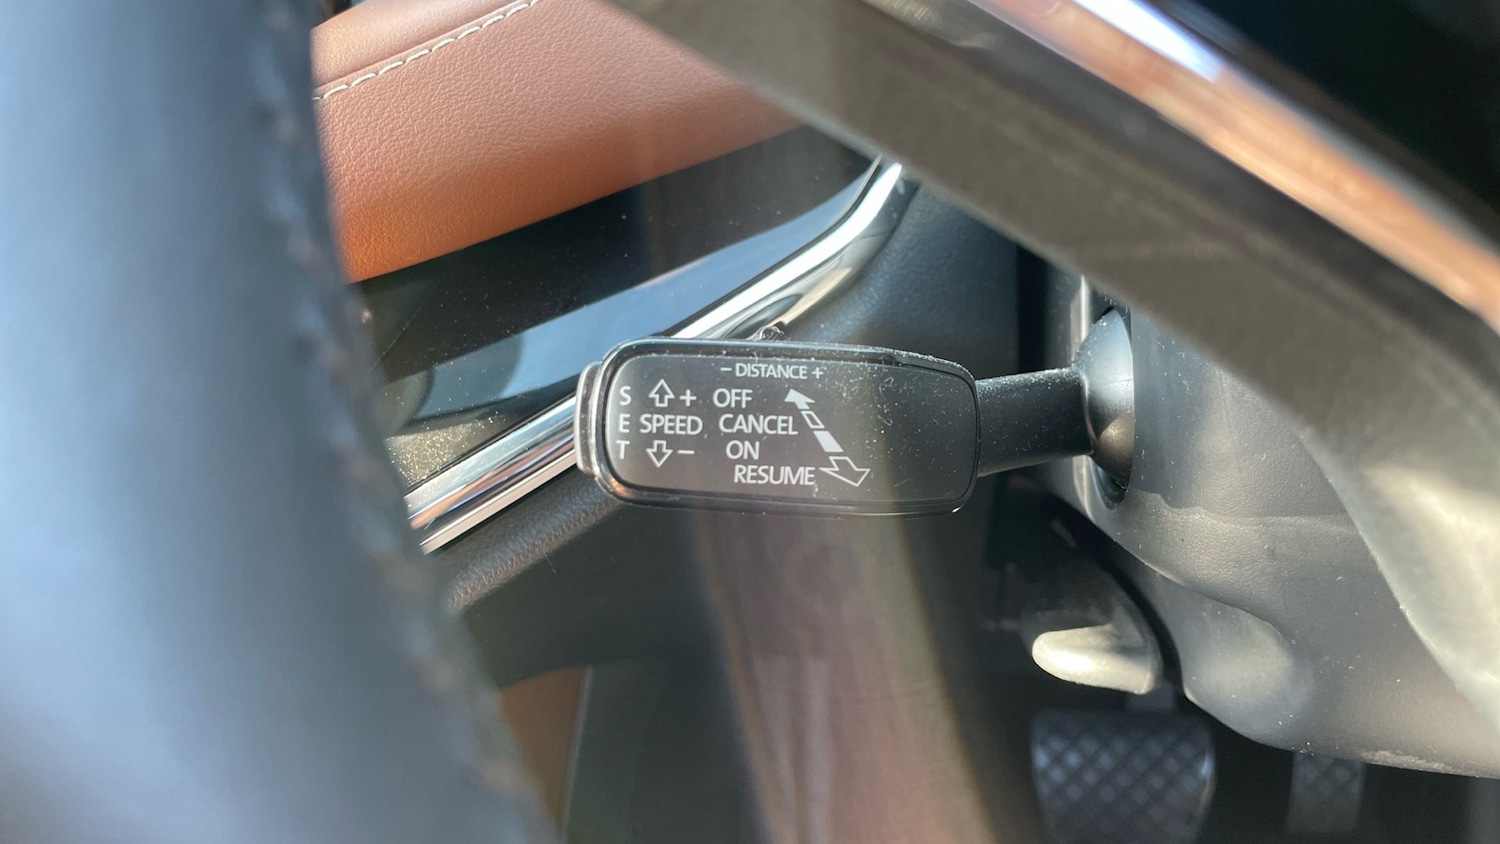 − DISTANCE +
S + OFF
E SPEED CANCEL
T − ON
RESUME